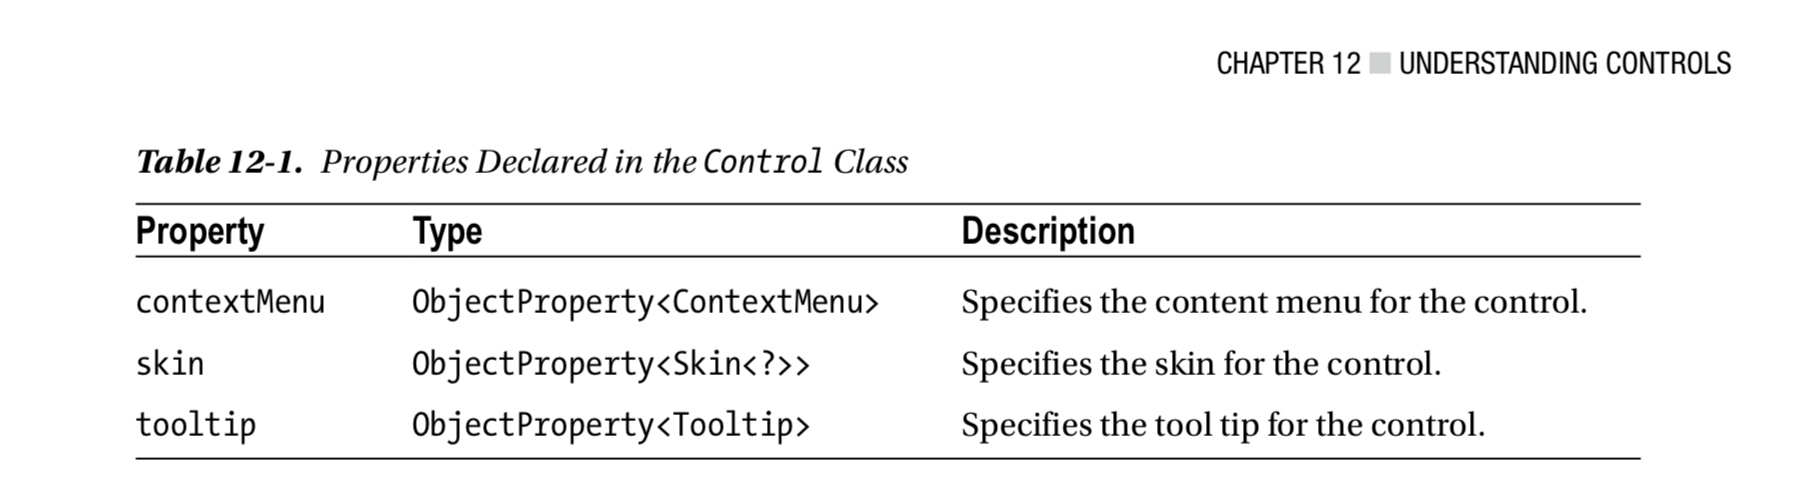 CHAPTER 12 ■ UNDERSTANDING CONTROLS
Table 12-1. Properties Declared in the Control Class
Property Type Description
contextMenu ObjectProperty<ContextMenu> Specifies the content menu for the control.
skin ObjectProperty<Skin<?>> Specifies the skin for the control.
tooltip ObjectProperty<Tooltip> Specifies the tool tip for the control.